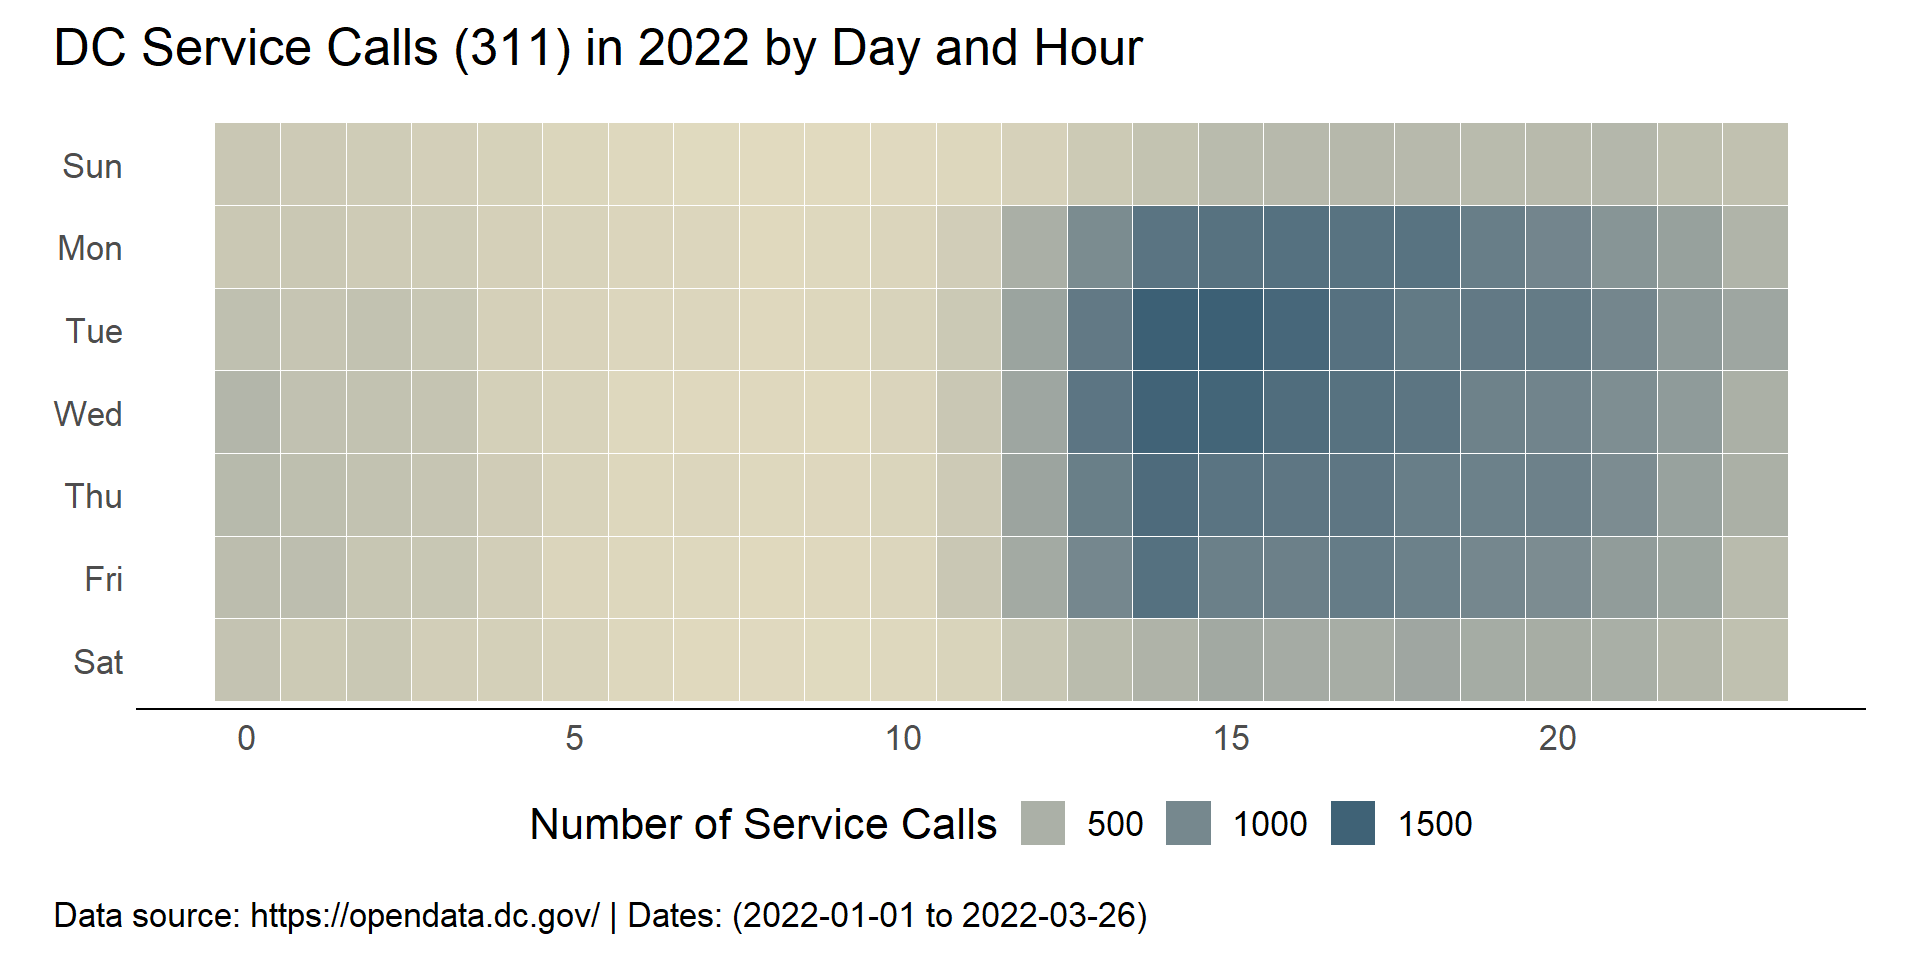 DC Service Calls (311) in 2022 by Day and Hour
Sun
Mon
Tue
Wed
Thu
Fri
Sat
0 5 10 15 20
Number of Service Calls 500 1000 1500
Data source: https://opendata.dc.gov/ | Dates: (2022-01-01 to 2022-03-26)